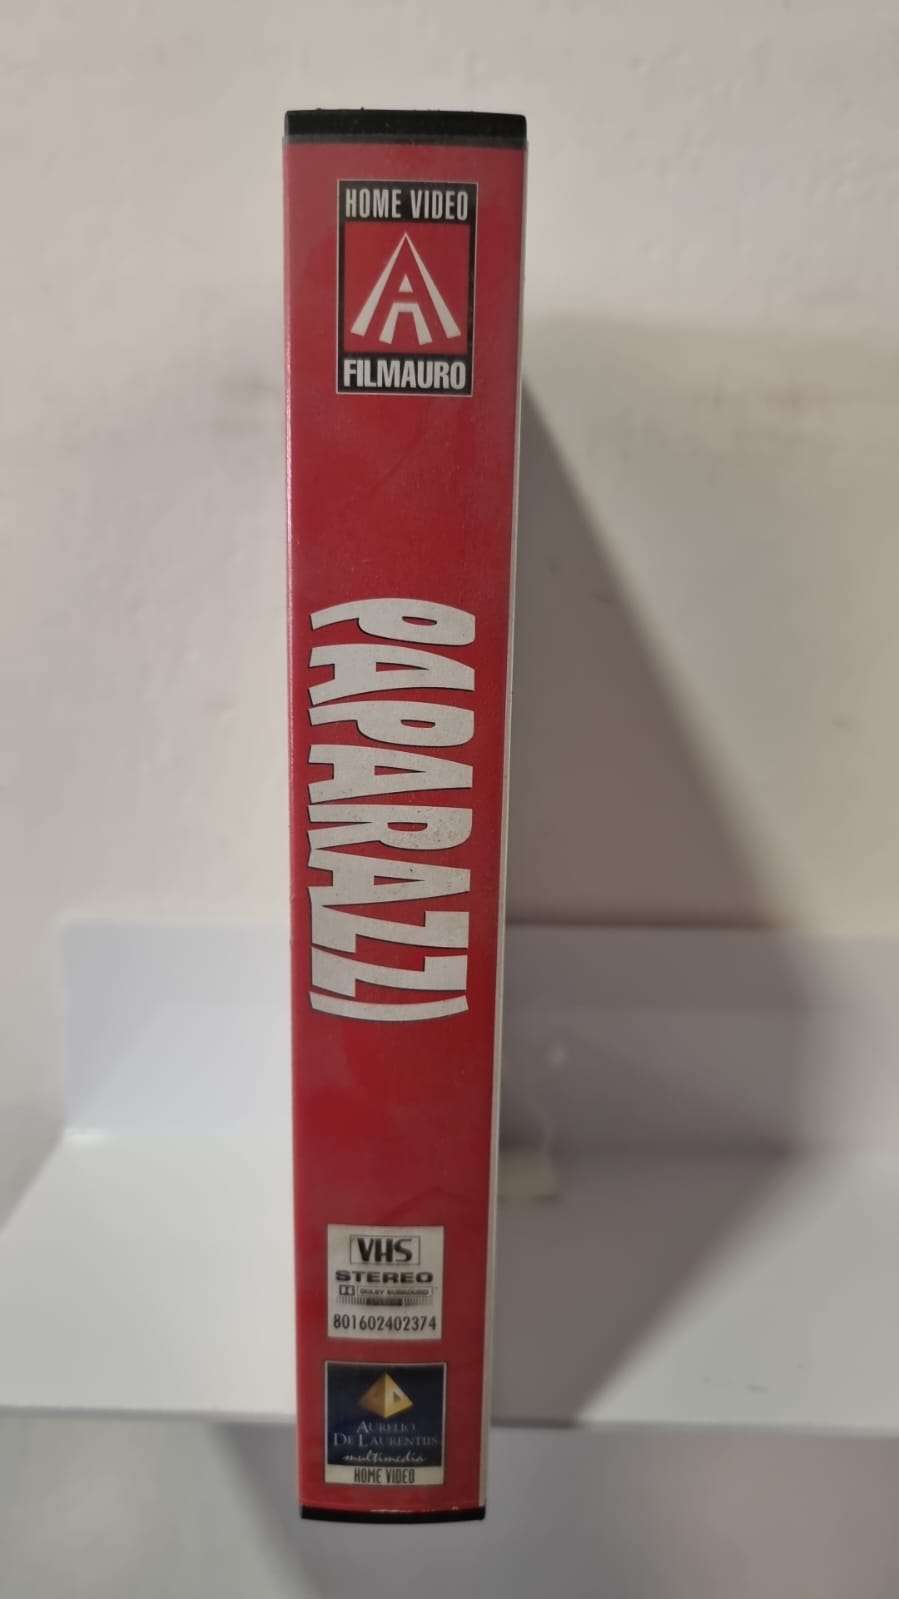 HOME VIDEO
FILMAURO
PAPARAZZI
VHS
STEREO
DOLBY SURROUND
801602402374
AURELIO
DE LAURENTIIS
multimedia
HOME VIDEO